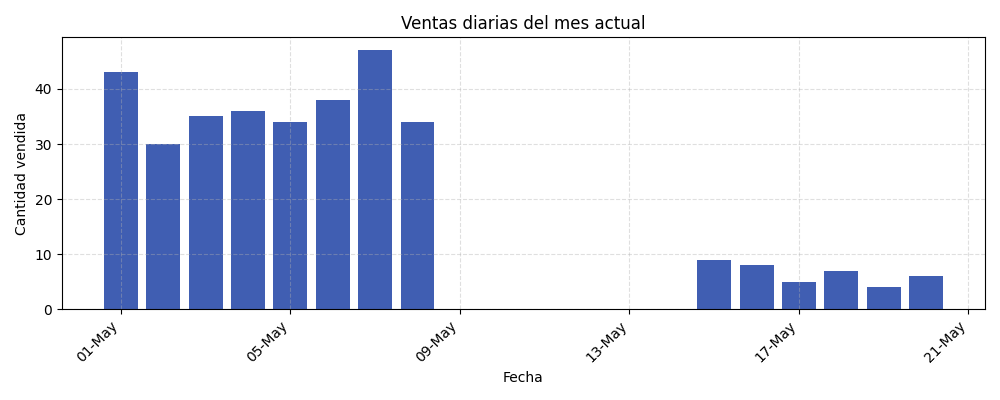 Ventas diarias del mes actual
Cantidad vendida
40
30
20
10
0
01-May
05-May
09-May
13-May
17-May
21-May
Fecha